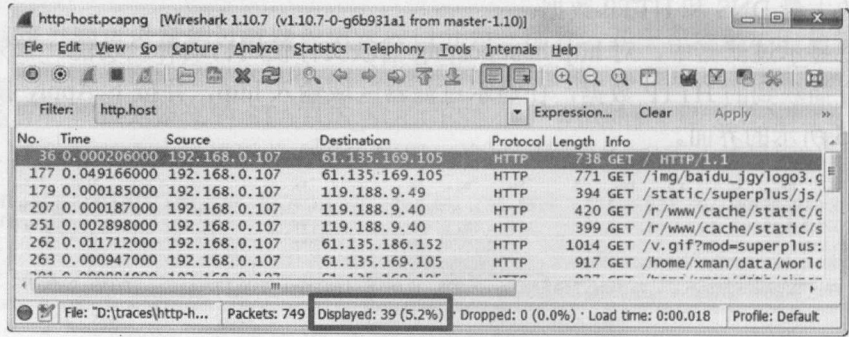 http-host.pcapng [Wireshark 1.10.7 (v1.10.7-0-g6b931a1 from master-1.10)]
File Edit View Go Capture Analyze Statistics Telephony Tools Internals Help
Filter: http.host Expression... Clear Apply »
No. Time Source Destination Protocol Length Info
36 0.000206000 192.168.0.107 61.135.169.105 HTTP 738 GET / HTTP/1.1
177 0.049166000 192.168.0.107 61.135.169.105 HTTP 771 GET /img/baidu_jgylogo3.g
179 0.000185000 192.168.0.107 119.188.9.49 HTTP 394 GET /static/superplus/js/
207 0.000187000 192.168.0.107 119.188.9.40 HTTP 420 GET /r/www/cache/static/g
251 0.002898000 192.168.0.107 119.188.9.40 HTTP 399 GET /r/www/cache/static/s
262 0.011712000 192.168.0.107 61.135.186.152 HTTP 1014 GET /v.gif?mod=superplus:
263 0.000947000 192.168.0.107 61.135.169.105 HTTP 917 GET /home/xman/data/worlc
File: "D:\traces\http-h... Packets: 749 Displayed: 39 (5.2%) · Dropped: 0 (0.0%) · Load time: 0:00.018 Profile: Default